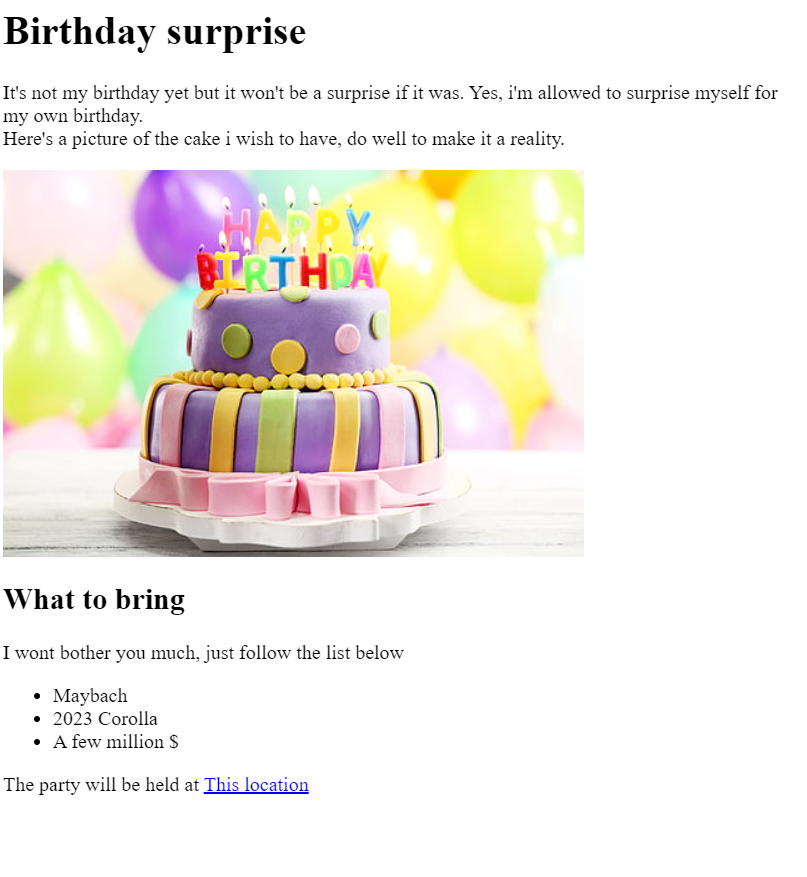 Birthday surprise
It's not my birthday yet but it won't be a surprise if it was. Yes, i'm allowed to surprise myself for
my own birthday.
Here's a picture of the cake i wish to have, do well to make it a reality.
HAPPY
BIRTHDAY
What to bring
I wont bother you much, just follow the list below
• Maybach
• 2023 Corolla
• A few million $
The party will be held at This location